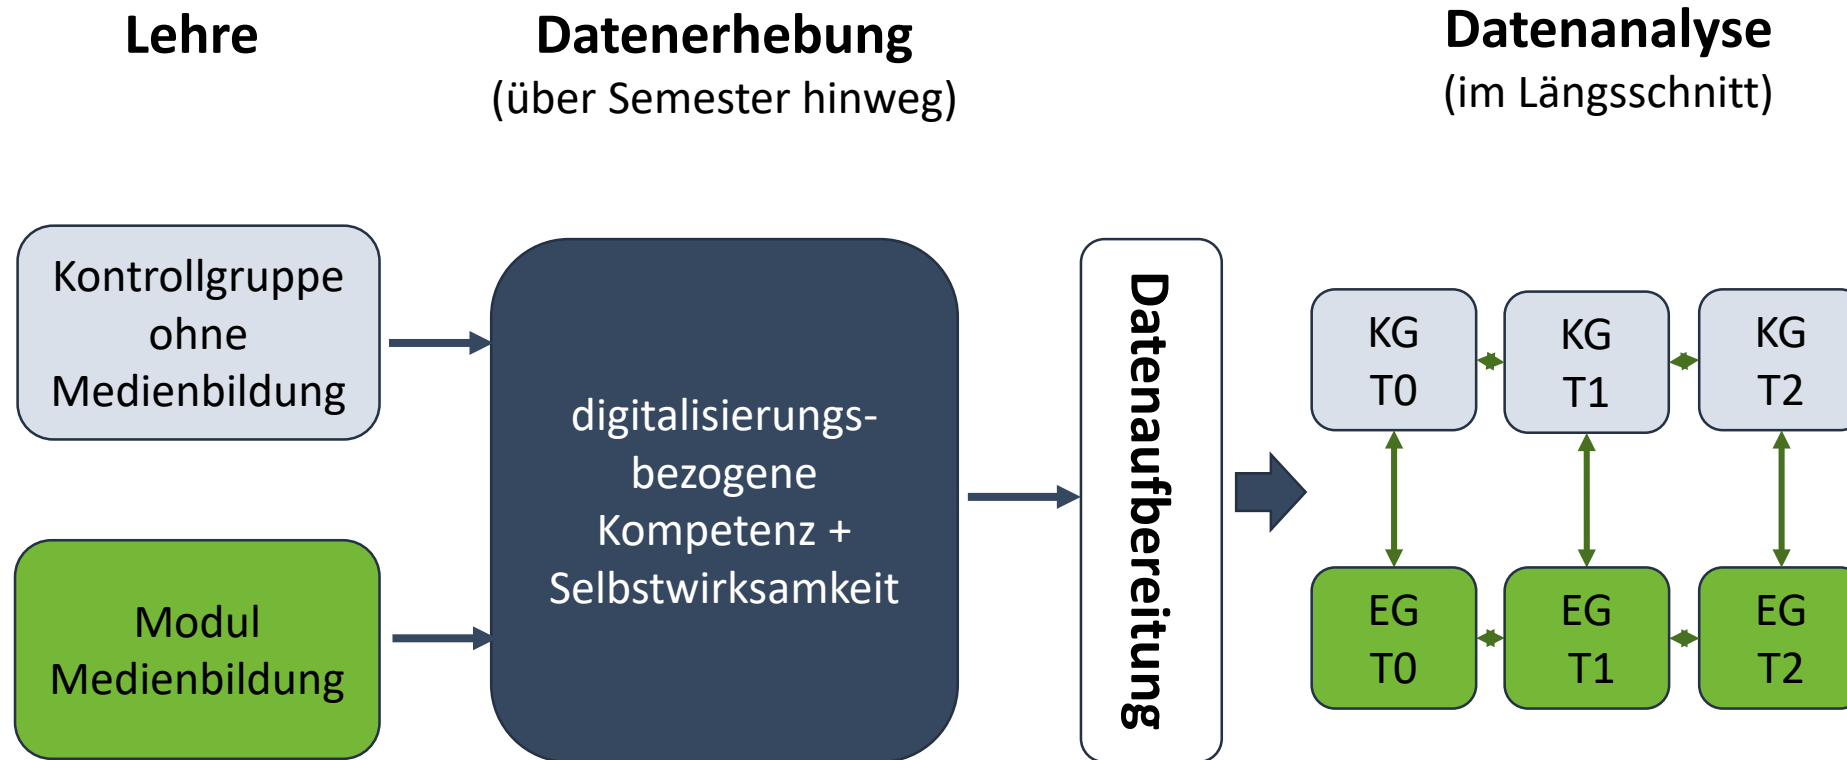 Lehre
Datenerhebung
(über Semester hinweg)
Datenanalyse
(im Längsschnitt)
Kontrollgruppe
ohne
Medienbildung
Modul
Medienbildung
digitalisierungs-
bezogene
Kompetenz +
Selbstwirksamkeit
Datenaufbereitung
KG
T0
KG
T1
KG
T2
EG
T0
EG
T1
EG
T2